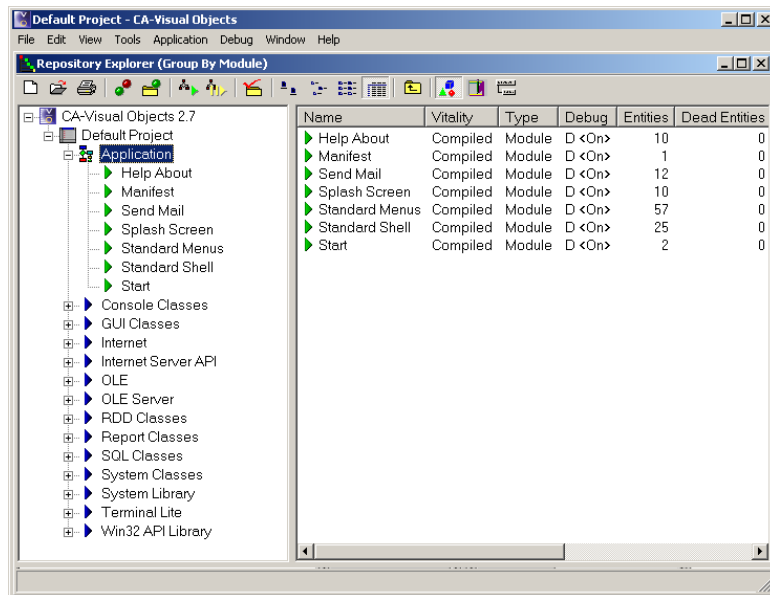 Default Project - CA-Visual Objects
File Edit View Tools Application Debug Window Help
Repository Explorer (Group By Module)
CA-Visual Objects 2.7
Default Project
Application
Help About
Manifest
Send Mail
Splash Screen
Standard Menus
Standard Shell
Start
Console Classes
GUI Classes
Internet
Internet Server API
OLE
OLE Server
RDD Classes
Report Classes
SQL Classes
System Classes
System Library
Terminal Lite
Win32 API Library
Name Vitality Type Debug Entities Dead Entities
Help About Compiled Module D <On> 10 0
Manifest Compiled Module D <On> 1 0
Send Mail Compiled Module D <On> 12 0
Splash Screen Compiled Module D <On> 10 0
Standard Menus Compiled Module D <On> 57 0
Standard Shell Compiled Module D <On> 25 0
Start Compiled Module D <On> 2 0